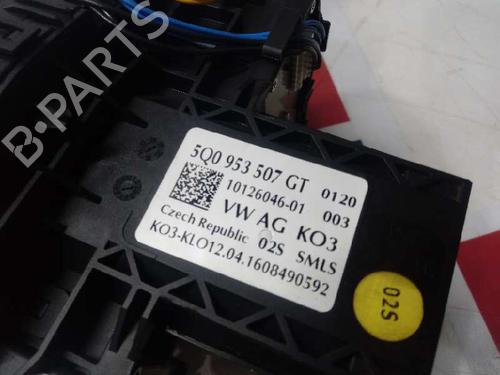 B-PARTS
5Q0 953 507 GT 0120
10126046-01 003
VW AG KO3
Czech Republic 02S SMLS
KO3-KLO12.04.1608490592
02S